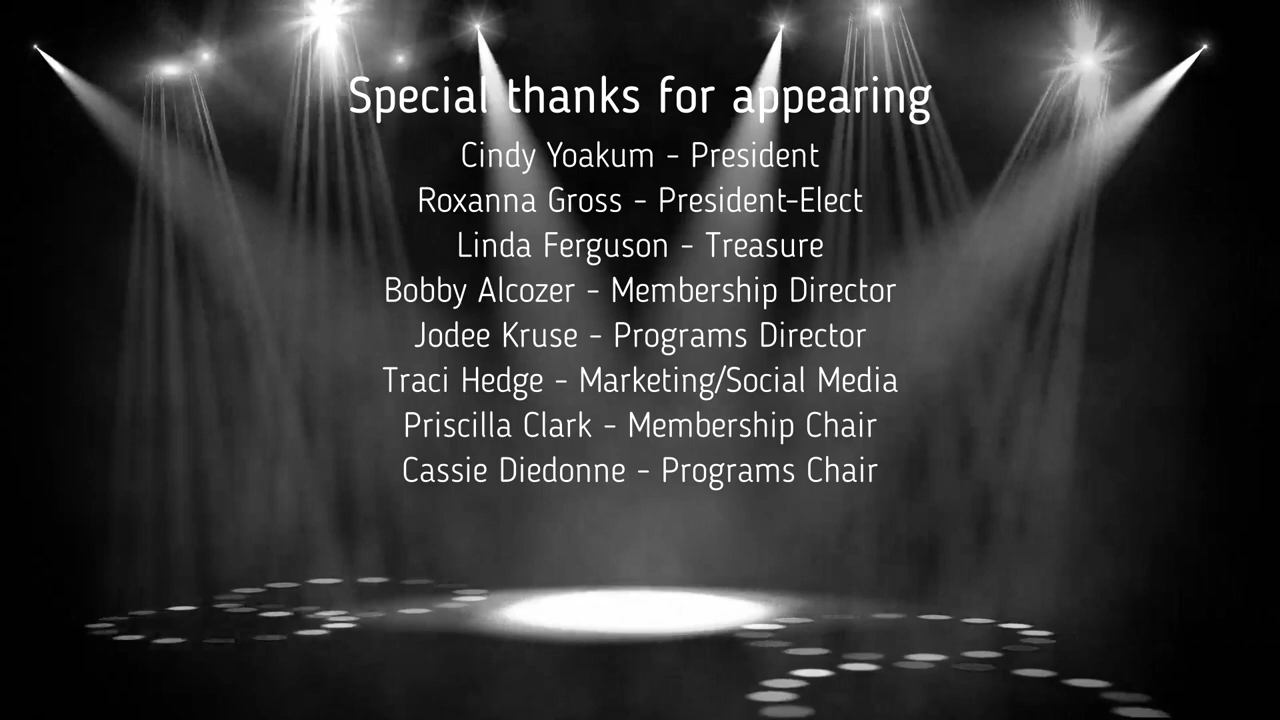 Special thanks for appearing
Cindy Yoakum - President
Roxanna Gross - President-Elect
Linda Ferguson - Treasure
Bobby Alcozer - Membership Director
Jodee Kruse - Programs Director
Traci Hedge - Marketing/Social Media
Priscilla Clark - Membership Chair
Cassie Diedonne - Programs Chair